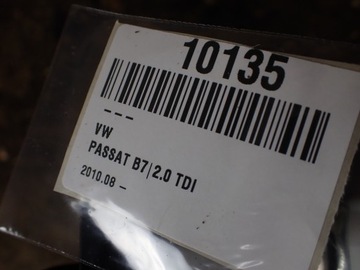 10135
---
VW
PASSAT B7|2.0 TDI
2010.08 -